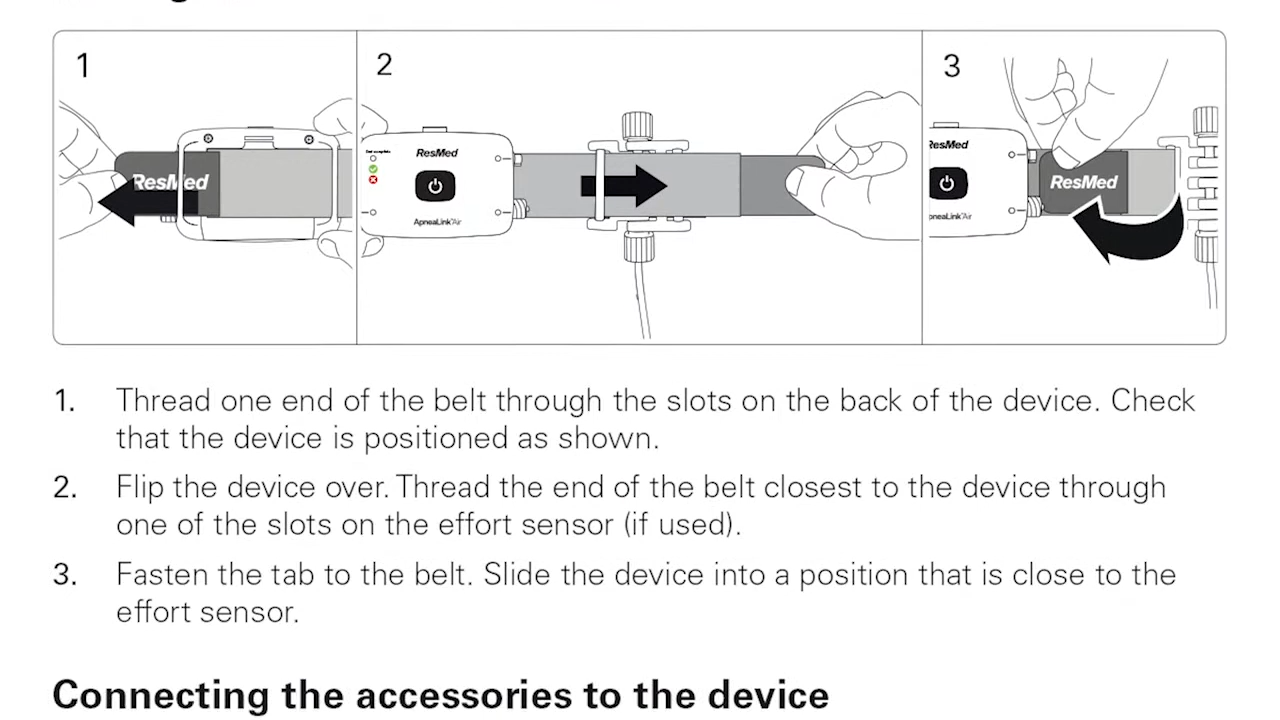 1
2
3
ResMed
ResMed
ApneaLink Air
ResMed
ResMed
1. Thread one end of the belt through the slots on the back of the device. Check
that the device is positioned as shown.
2. Flip the device over. Thread the end of the belt closest to the device through
one of the slots on the effort sensor (if used).
3. Fasten the tab to the belt. Slide the device into a position that is close to the
effort sensor.
Connecting the accessories to the device